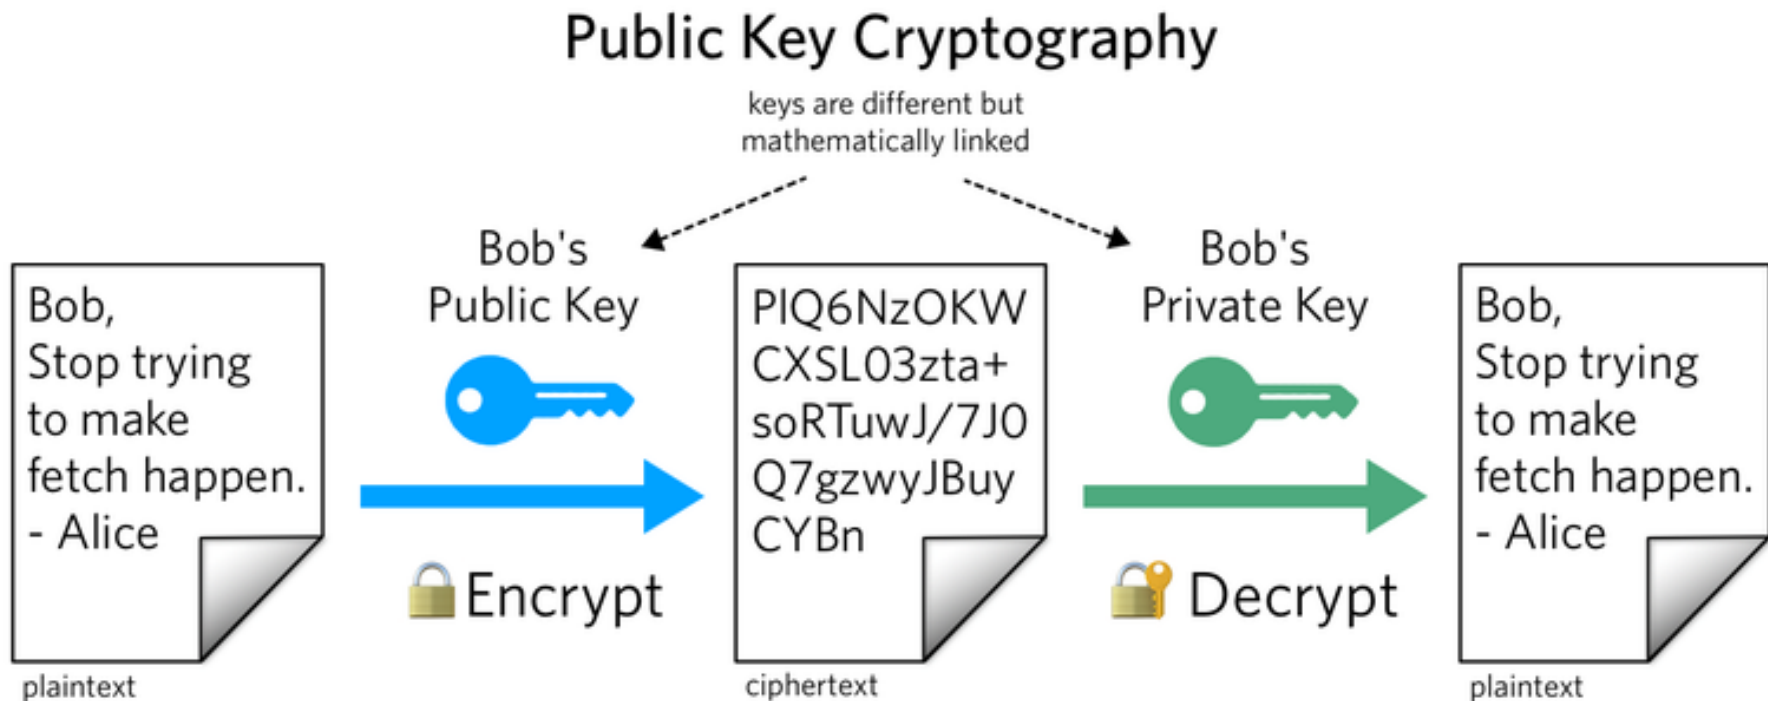 Public Key Cryptography
keys are different but
mathematically linked
Bob,
Stop trying
to make
fetch happen.
- Alice
plaintext
Bob's
Public Key
Encrypt
PlQ6NzOKW
CXSL03zta+
soRTuwJ/7J0
Q7gzwyJBuy
CYBn
ciphertext
Bob's
Private Key
Decrypt
Bob,
Stop trying
to make
fetch happen.
- Alice
plaintext